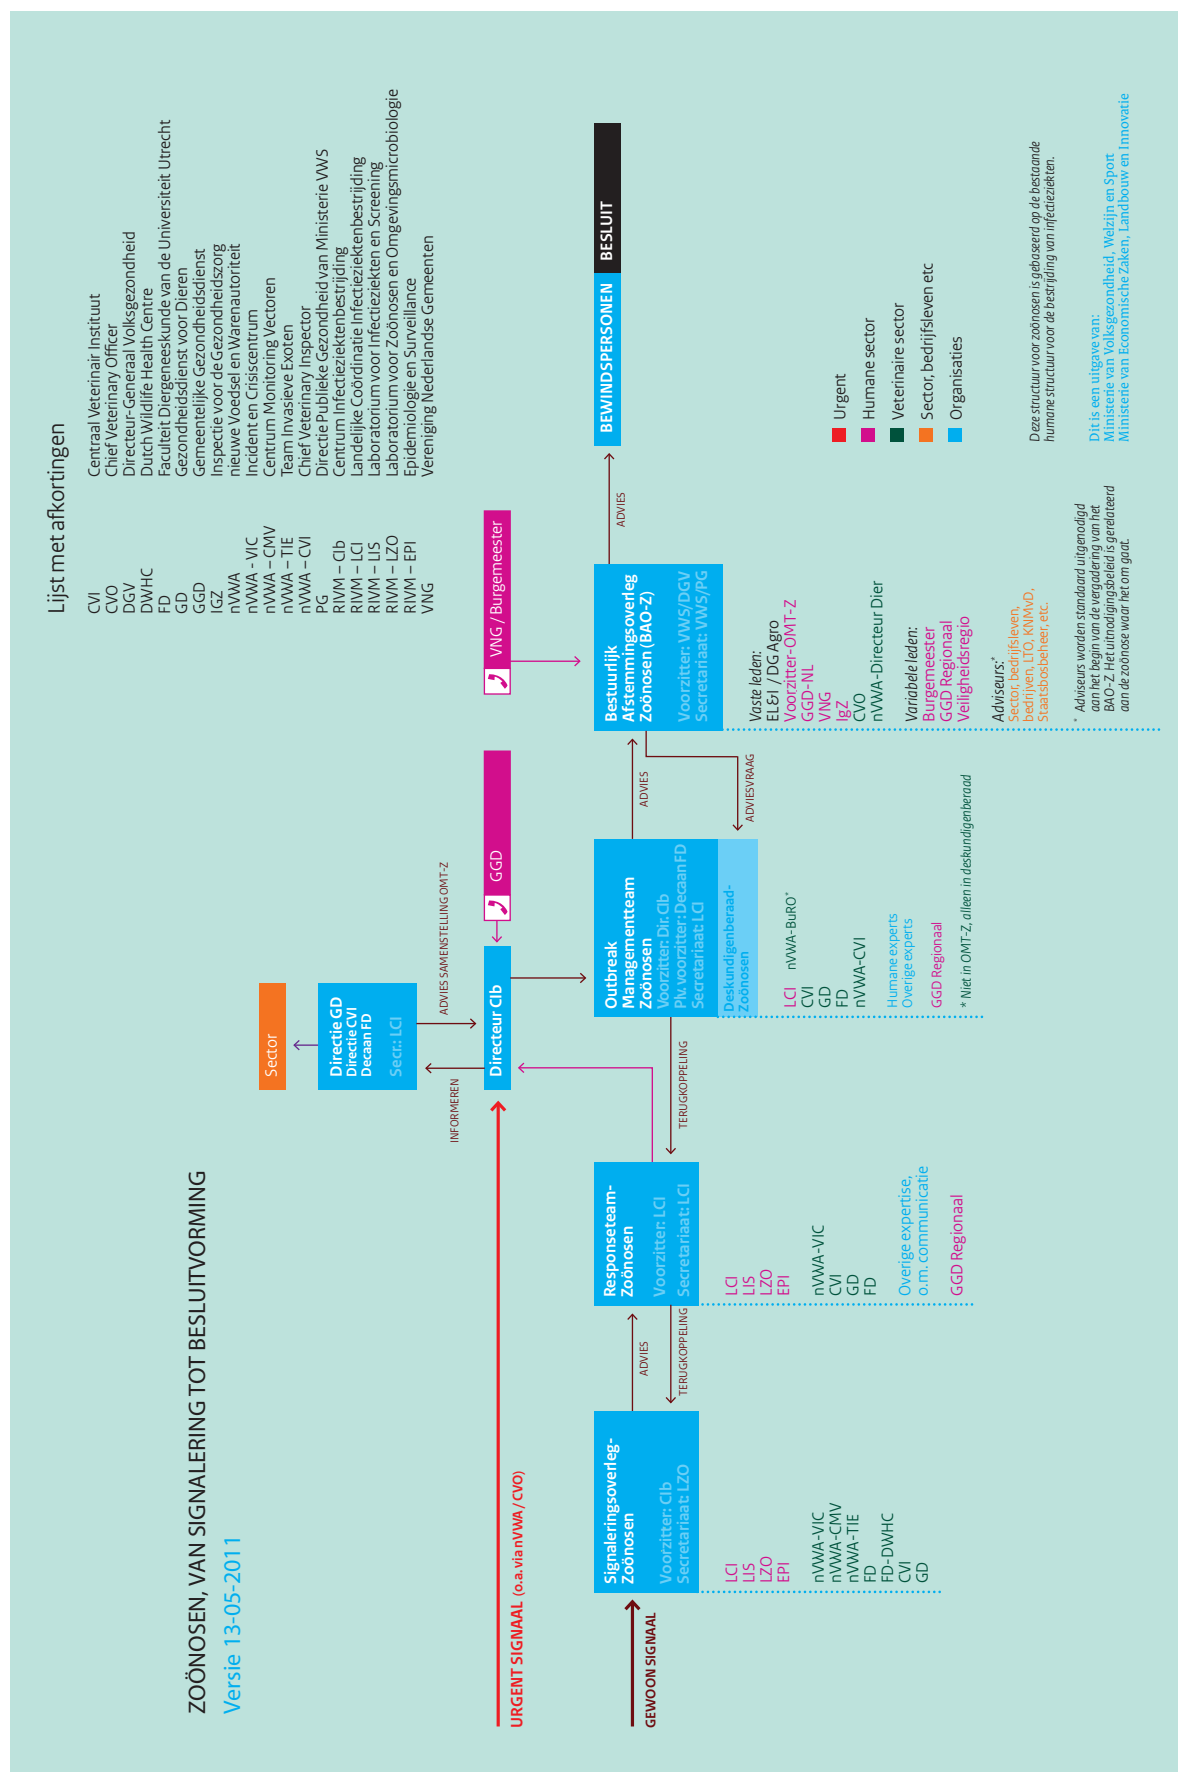 ZOÖNOSEN, VAN SIGNALERING TOT BESLUITVORMING
Versie 13-05-2011
Lijst met afkortingen
CVI Centraal Veterinair Instituut
CVO Chief Veterinary Officer
DGV Directeur-Generaal Volksgezondheid
DWHC Dutch Wildlife Health Centre
FD Faculteit Diergeneeskunde van de Universiteit Utrecht
GD Gezondheidsdienst voor Dieren
GGD Gemeentelijke Gezondheidsdienst
IGZ Inspectie voor de Gezondheidszorg
nVWA nieuwe Voedsel en Warenautoriteit
nVWA - VIC Incident en Crisiscentrum
nVWA – CMV Centrum Monitoring Vectoren
nVWA – TIE Team Invasieve Exoten
nVWA – CVI Chief Veterinary Inspector
PG Directie Publieke Gezondheid van Ministerie VWS
RIVM – CIb Centrum Infectieziektenbestrijding
RIVM – LCI Landelijke Coördinatie Infectieziektenbestrijding
RIVM – LIS Laboratorium voor Infectieziekten en Screening
RIVM – LZO Laboratorium voor Zoönosen en Omgevingsmicrobiologie
RIVM – EPI Epidemiologie en Surveillance
VNG Vereniging Nederlandse Gemeenten
Sector
Directie GD
Directie CVI
Decaan FD
Secr.: LCI
INFORMEREN
ADVIES SAMENSTELLING OMT-Z
URGENT SIGNAAL (o.a. via nVWA / CVO)
Directeur CIb
GGD
VNG / Burgemeester
GEWOON SIGNAAL
Signaleringsoverleg-
Zoönosen
Voorzitter: CIb
Secretariaat: LZO
LCI
LIS
LZO
EPI
nVWA-VIC
nVWA-CMV
nVWA-TIE
FD
FD-DWHC
CVI
GD
ADVIES
TERUGKOPPELING
Responseteam-
Zoönosen
Voorzitter: LCI
Secretariaat: LCI
LCI
LIS
LZO
EPI
nVWA-VIC
CVI
GD
FD
Overige expertise,
o.m. communicatie
GGD Regionaal
TERUGKOPPELING
Outbreak
Managementteam
Zoönosen
Voorzitter: Dir. CIb
Plv. voorzitter: Decaan FD
Secretariaat: LCI
Deskundigenberaad-
Zoönosen
LCI nVWA-BuRO*
CVI
GD
FD
nVWA-CVI
Humane experts
Overige experts
GGD Regionaal
* Niet in OMT-Z, alleen in deskundigenberaad
ADVIES
ADVIESVRAAG
Bestuurlijk
Afstemmingsoverleg
Zoönosen (BAO-Z)
Voorzitter: VWS/DGV
Secretariaat: VWS/PG
Vaste leden:
EL&I / DG Agro
Voorzitter-OMT-Z
GGD-NL
VNG
IgZ
CVO
nVWA-Directeur Dier
Variabele leden:
Burgemeester
GGD Regionaal
Veiligheidsregio
Adviseurs:*
Sector, bedrijfsleven,
bedrijven, LTO, KNMvD.
Staatsbosbeheer, etc.
* Adviseurs worden standaard uitgenodigd
aan het begin van de vergadering van het
BAO-Z. Het uitnodigingsbeleid is gerelateerd
aan de zoönose waar het om gaat.
ADVIES
BEWINDSPERSONEN
BESLUIT
Urgent
Humane sector
Veterinaire sector
Sector, bedrijfsleven etc
Organisaties
Deze structuur voor zoönosen is gebaseerd op de bestaande
humane structuur voor de bestrijding van infectieziekten.
Dit is een uitgave van:
Ministerie van Volksgezondheid, Welzijn en Sport
Ministerie van Economische Zaken, Landbouw en Innovatie